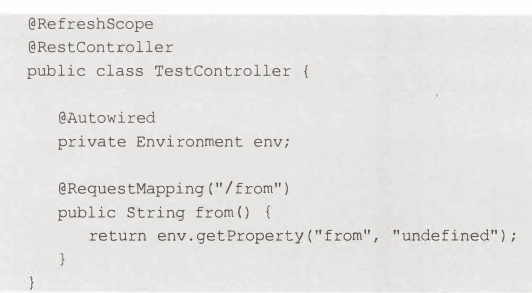 @RefreshScope
@RestController
public class TestController {
@Autowired
private Environment env;
@RequestMapping("/from")
public String from() {
return env.getProperty("from", "undefined");
}
}